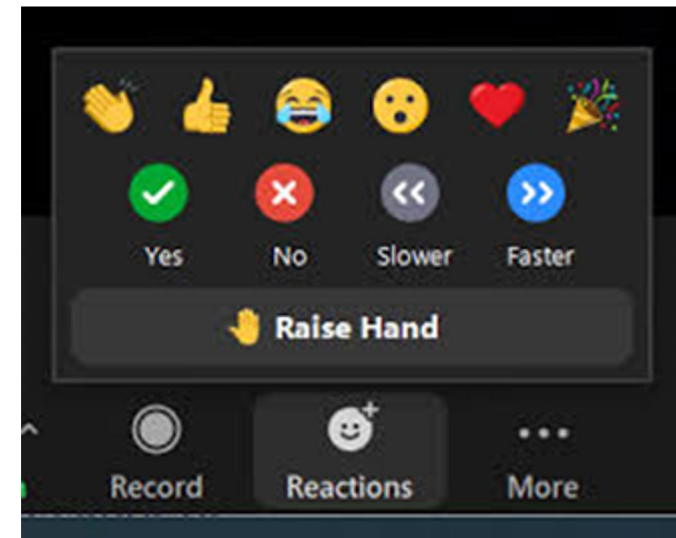 Yes No Slower Faster
Raise Hand
Record Reactions More